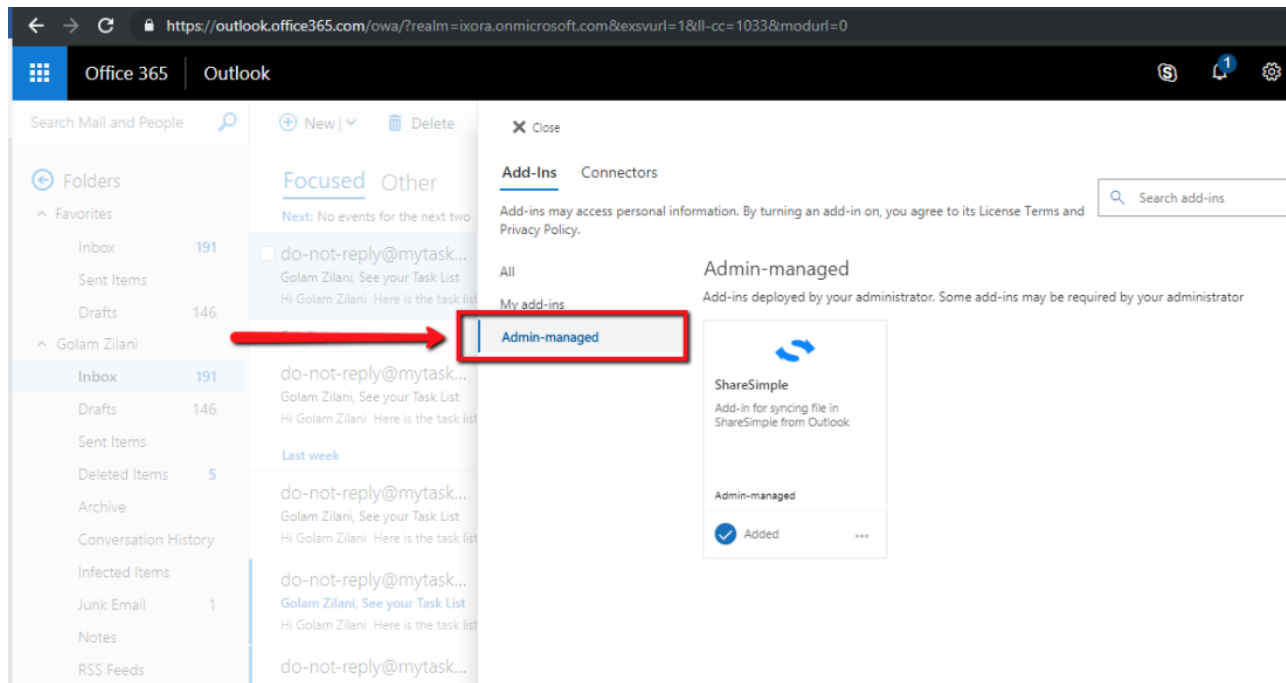 https://outlook.office365.com/owa/?realm=ixora.onmicrosoft.com&exsvurl=1&ll-cc=1033&modurl=0
Office 365
Outlook
1
Search Mail and People
New
Delete
Folders
Favorites
Inbox 191
Sent Items
Drafts 146
Golam Zilani
Inbox 191
Drafts 146
Sent Items
Deleted Items 5
Archive
Conversation History
Infected Items
Junk Email 1
Notes
RSS Feeds
Focused Other
Next: No events for the next two
do-not-reply@mytask...
Golam Zilani, See your Task List
Hi Golam Zilani Here is the task list
do-not-reply@mytask...
Golam Zilani, See your Task List
Hi Golam Zilani Here is the task list
Last week
do-not-reply@mytask...
Golam Zilani, See your Task List
Hi Golam Zilani Here is the task list
do-not-reply@mytask...
Golam Zilani, See your Task List
Hi Golam Zilani Here is the task list
do-not-reply@mytask...
Close
Add-Ins Connectors
Add-ins may access personal information. By turning an add-in on, you agree to its License Terms and
Privacy Policy.
Search add-ins
All
My add-ins
Admin-managed
Admin-managed
Add-ins deployed by your administrator. Some add-ins may be required by your administrator
ShareSimple
Add-in for syncing file in
ShareSimple from Outlook
Admin-managed
Added